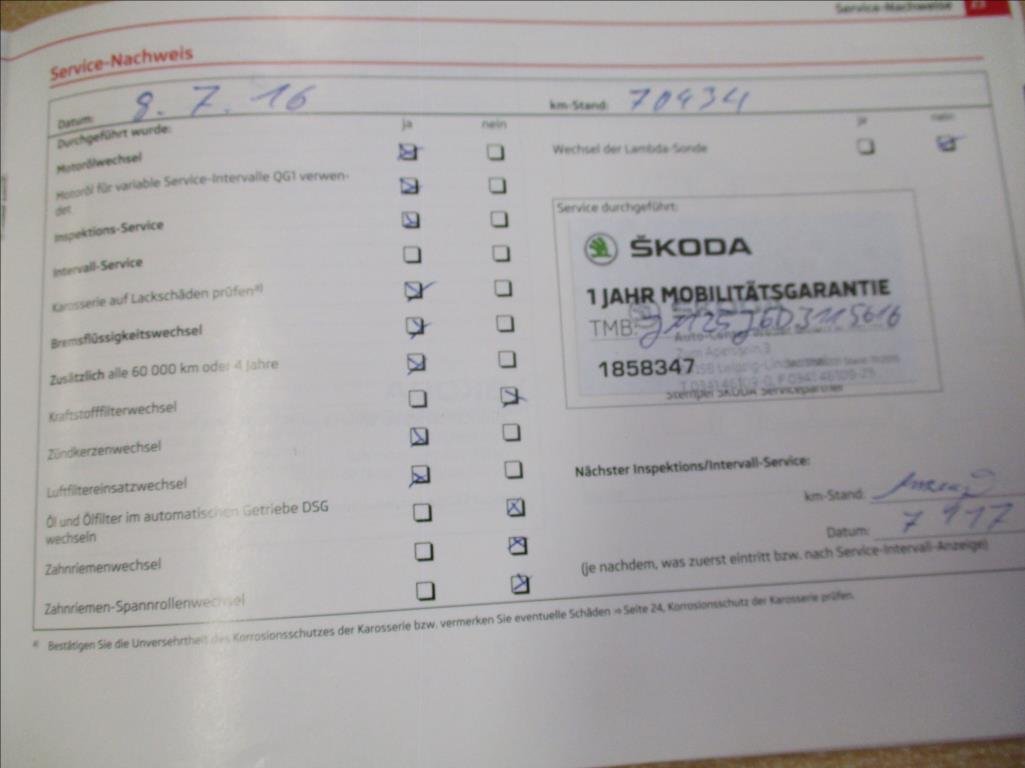 Service-Nachweise 23
Service-Nachweis
Datum: 8. 7. 16 km-Stand: 70434
Durchgeführt wurde: ja nein ja nein
Motorölwechsel
Wechsel der Lambda-Sonde
Motoröl für variable Service-Intervalle QG1 verwen-
det
Inspektions-Service
Service durchgeführt:
Intervall-Service
ŠKODA
Karosserie auf Lackschäden prüfen a)
1 JAHR MOBILITÄTSGARANTIE
Bremsflüssigkeitswechsel
TMB:
Zusätzlich alle 60 000 km oder 4 Jahre
1858347
Stempel ŠKODA Servicepartner
Kraftstofffilterwechsel
Zündkerzenwechsel
Luftfiltereinsatzwechsel
Nächster Inspektions/Intervall-Service:
km-Stand:
Öl und Ölfilter im automatischen Getriebe DSG
wechseln
Datum: 7 917
Zahnriemenwechsel
(je nachdem, was zuerst eintritt bzw. nach Service-Intervall-Anzeige)
Zahnriemen-Spannrollenwechsel
a) Bestätigen Sie die Unversehrtheit des Korrosionsschutzes der Karosserie bzw. vermerken Sie eventuelle Schäden ⇒ Seite 24, Korrosionsschutz der Karosserie prüfen.